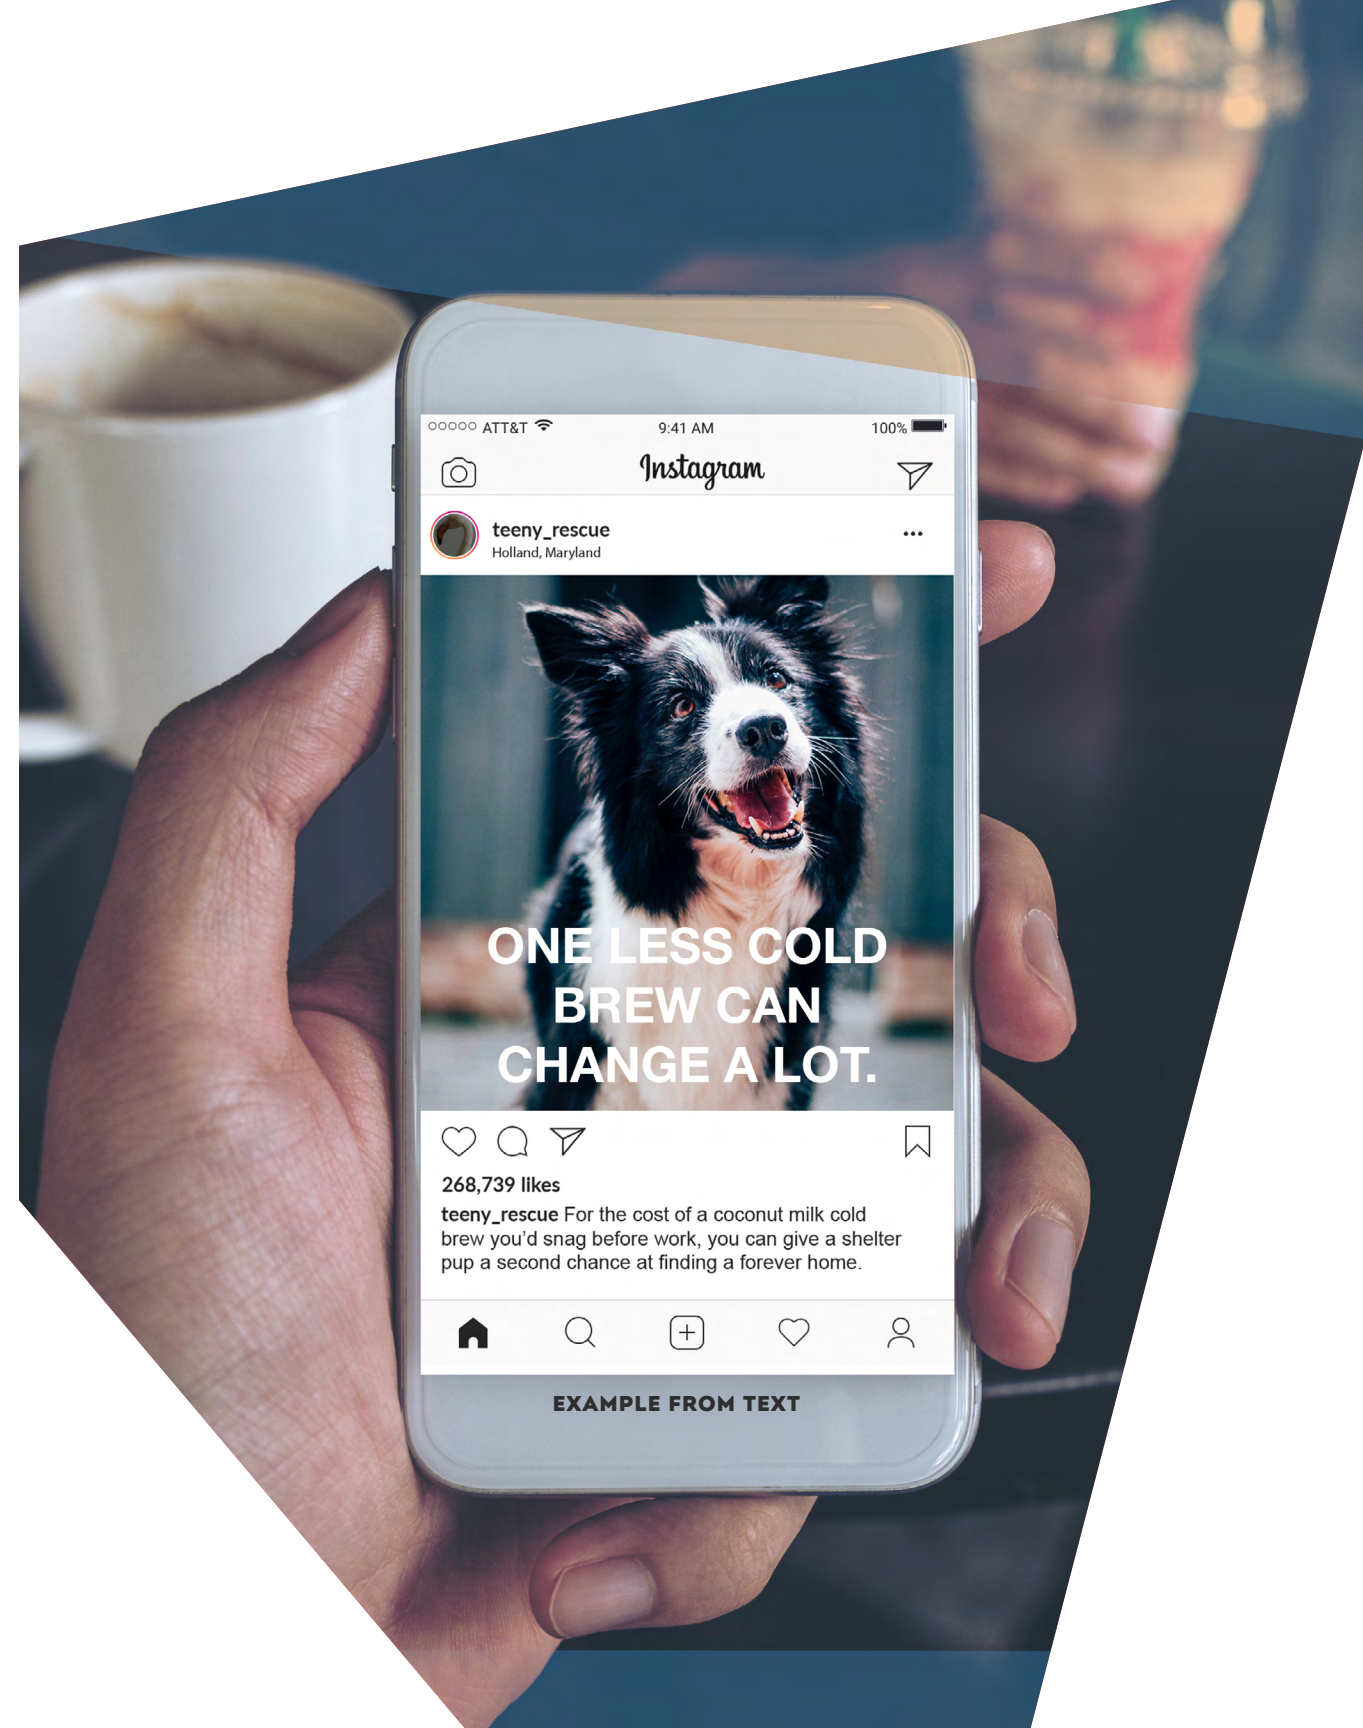 ATT&T 9:41 AM 100%
Instagram
teeny_rescue
Holland, Maryland
ONE LESS COLD
BREW CAN
CHANGE A LOT.
268,739 likes
teeny_rescue For the cost of a coconut milk cold
brew you’d snag before work, you can give a shelter
pup a second chance at finding a forever home.
EXAMPLE FROM TEXT